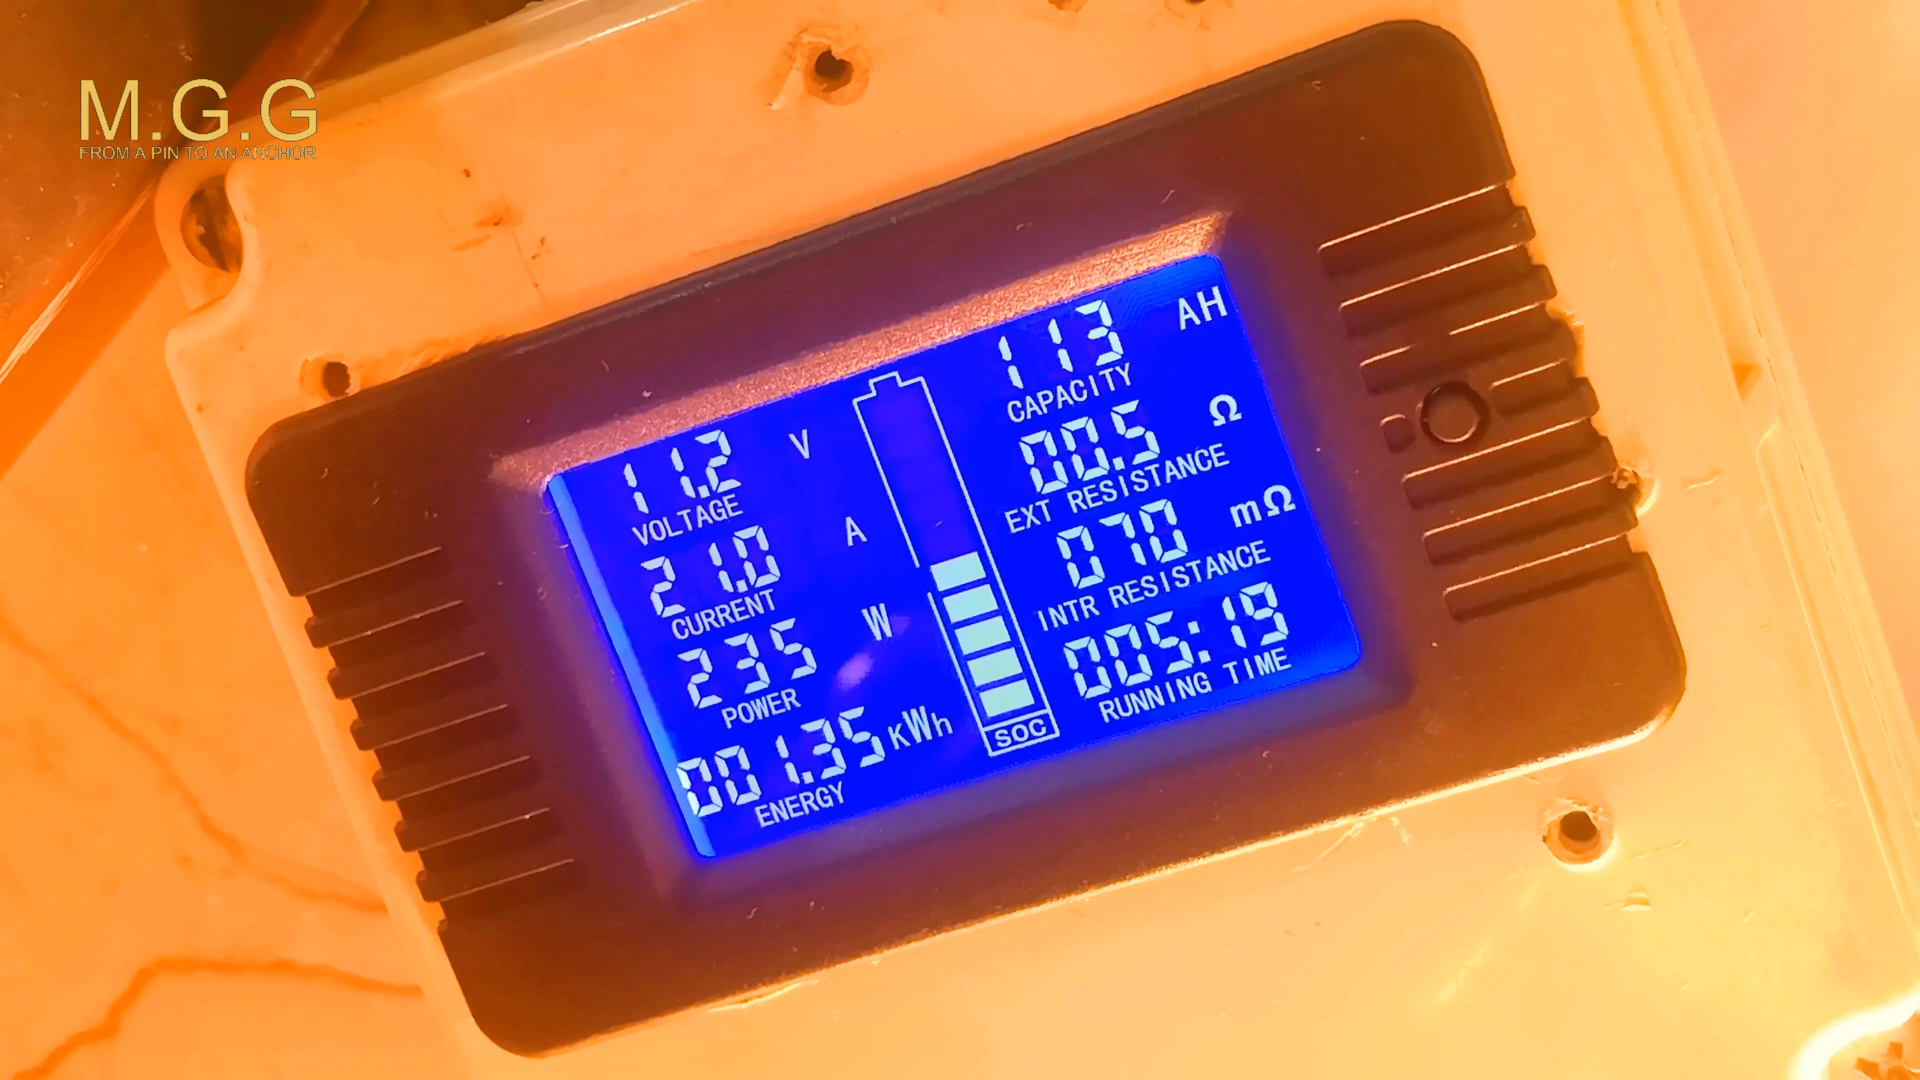 M.G.G
FROM A PIN TO AN ANCHOR
11.2 V
VOLTAGE
21.0 A
CURRENT
235 W
POWER
001.35 KWh
ENERGY
SOC
113 AH
CAPACITY
00.5 Ω
EXT RESISTANCE
070 mΩ
INTR RESISTANCE
005:19
RUNNING TIME